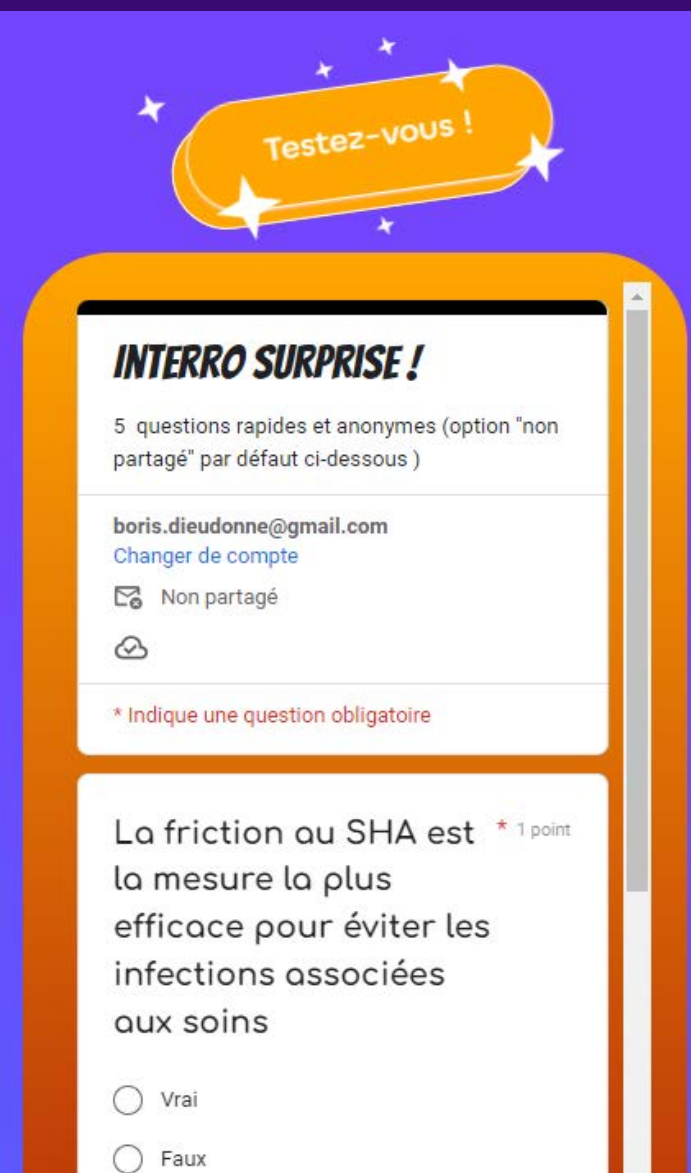 Testez-vous !
INTERRO SURPRISE !
5 questions rapides et anonymes (option "non
partagé" par défaut ci-dessous )
boris.dieudonne@gmail.com
Changer de compte
Non partagé
* Indique une question obligatoire
La friction au SHA est * 1 point
la mesure la plus
efficace pour éviter les
infections associées
aux soins
Vrai
Faux